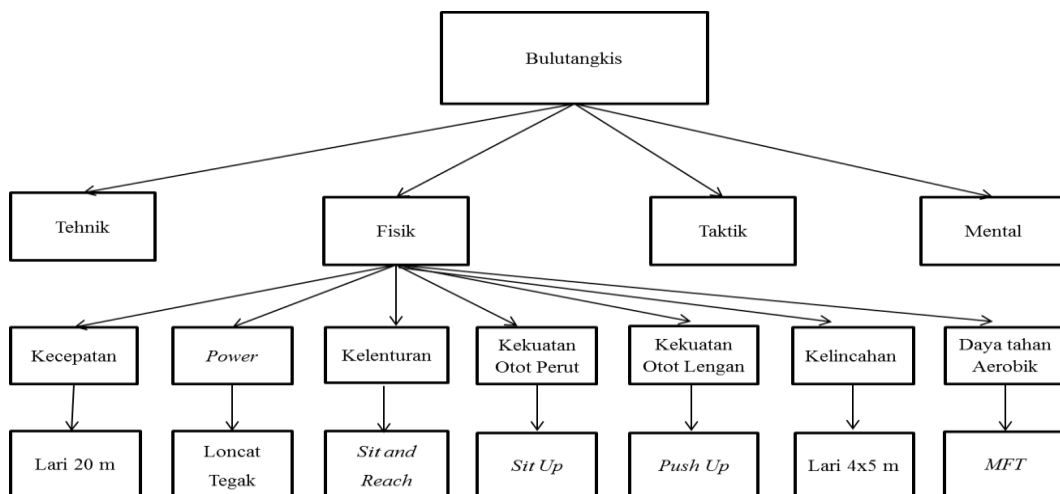 Bulutangkis
Tehnik
Fisik
Taktik
Mental
Kecepatan
Power
Kelenturan
Kekuatan
Otot Perut
Kekuatan
Otot Lengan
Kelincahan
Daya tahan
Aerobik
Lari 20 m
Loncat
Tegak
Sit and
Reach
Sit Up
Push Up
Lari 4x5 m
MFT